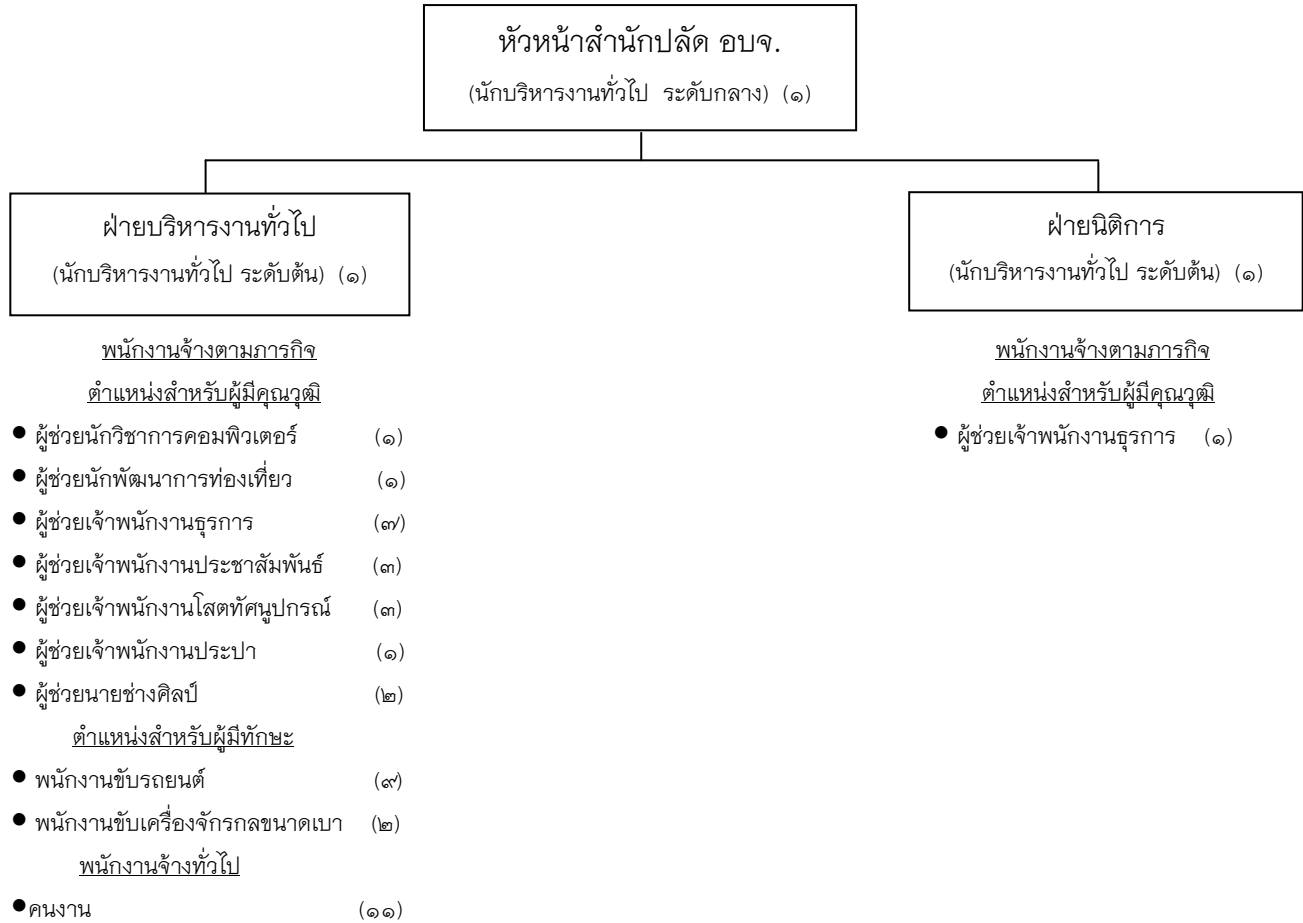 หัวหน้าสำนักปลัด อบจ.
(นักบริหารงานทั่วไป ระดับกลาง) (๑)
ฝ่ายบริหารงานทั่วไป
(นักบริหารงานทั่วไป ระดับต้น) (๑)
พนักงานจ้างตามภารกิจ
ตำแหน่งสำหรับผู้มีคุณวุฒิ
● ผู้ช่วยนักวิชาการคอมพิวเตอร์ (๑)
● ผู้ช่วยนักพัฒนาการท่องเที่ยว (๑)
● ผู้ช่วยเจ้าพนักงานธุรการ (๗)
● ผู้ช่วยเจ้าพนักงานประชาสัมพันธ์ (๓)
● ผู้ช่วยเจ้าพนักงานโสตทัศนูปกรณ์ (๓)
● ผู้ช่วยเจ้าพนักงานประปา (๑)
● ผู้ช่วยนายช่างศิลป์ (๒)
ตำแหน่งสำหรับผู้มีทักษะ
● พนักงานขับรถยนต์ (๙)
● พนักงานขับเครื่องจักรกลขนาดเบา (๒)
พนักงานจ้างทั่วไป
●คนงาน (๑๑)
ฝ่ายนิติการ
(นักบริหารงานทั่วไป ระดับต้น) (๑)
พนักงานจ้างตามภารกิจ
ตำแหน่งสำหรับผู้มีคุณวุฒิ
● ผู้ช่วยเจ้าพนักงานธุรการ (๑)